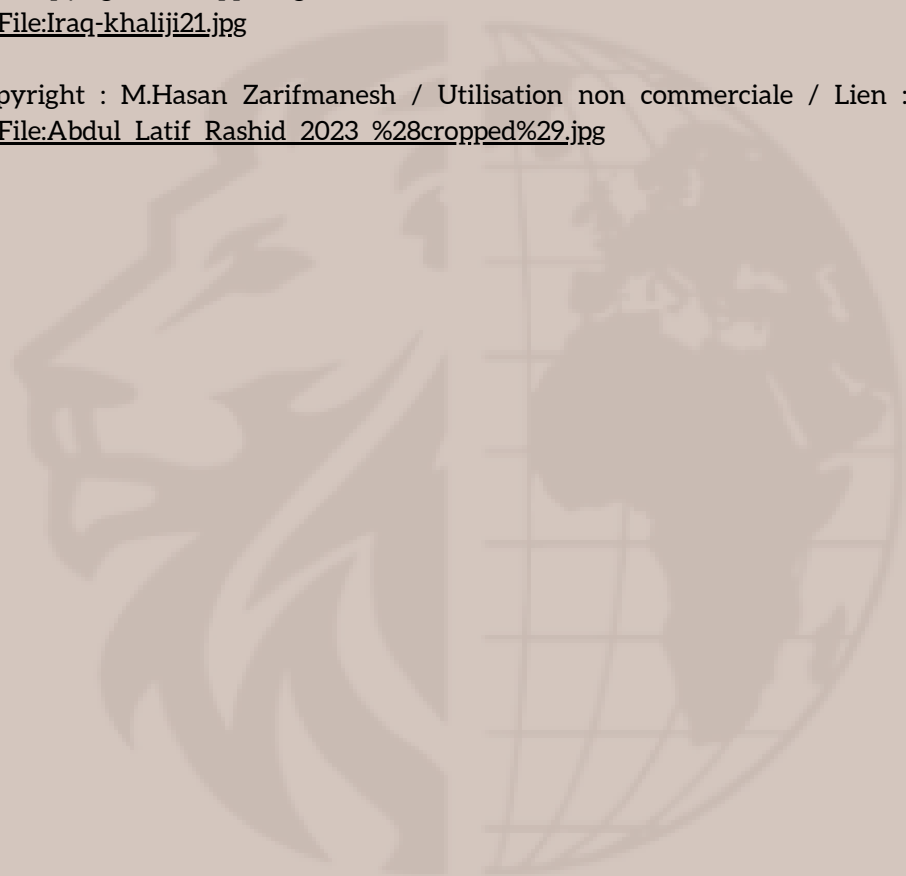 File:Iraq-khaliji21.jpg
pyright : M.Hasan Zarifmanesh / Utilisation non commerciale / Lien :
File:Abdul_Latif_Rashid_2023_%28cropped%29.jpg